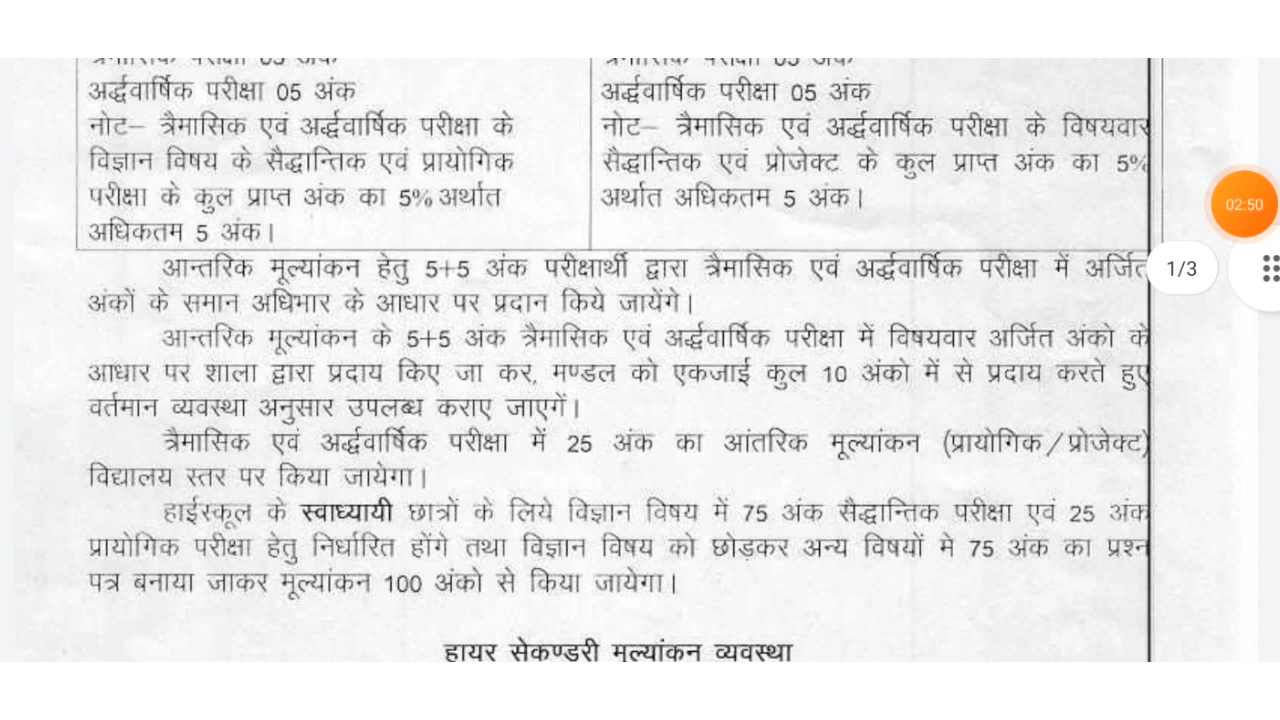 अर्द्धवार्षिक परीक्षा 05 अंक
नोट– त्रैमासिक एवं अर्द्धवार्षिक परीक्षा के
विज्ञान विषय के सैद्धान्तिक एवं प्रायोगिक
परीक्षा के कुल प्राप्त अंक का 5% अर्थात
अधिकतम 5 अंक।
अर्द्धवार्षिक परीक्षा 05 अंक
नोट– त्रैमासिक एवं अर्द्धवार्षिक परीक्षा के विषयवार
सैद्धान्तिक एवं प्रोजेक्ट के कुल प्राप्त अंक का 5%
अर्थात अधिकतम 5 अंक।
आन्तरिक मूल्यांकन हेतु 5+5 अंक परीक्षार्थी द्वारा त्रैमासिक एवं अर्द्धवार्षिक परीक्षा में अर्जित
अंकों के समान अधिभार के आधार पर प्रदान किये जायेंगे।
आन्तरिक मूल्यांकन के 5+5 अंक त्रैमासिक एवं अर्द्धवार्षिक परीक्षा में विषयवार अर्जित अंको के
आधार पर शाला द्वारा प्रदाय किए जा कर, मण्डल को एकजाई कुल 10 अंको में से प्रदाय करते हुए
वर्तमान व्यवस्था अनुसार उपलब्ध कराए जाएगें।
त्रैमासिक एवं अर्द्धवार्षिक परीक्षा में 25 अंक का आंतरिक मूल्यांकन (प्रायोगिक/प्रोजेक्ट)
विद्यालय स्तर पर किया जायेगा।
हाईस्कूल के स्वाध्यायी छात्रों के लिये विज्ञान विषय में 75 अंक सैद्धान्तिक परीक्षा एवं 25 अंक
प्रायोगिक परीक्षा हेतु निर्धारित होंगे तथा विज्ञान विषय को छोड़कर अन्य विषयों मे 75 अंक का प्रश्न
पत्र बनाया जाकर मूल्यांकन 100 अंको से किया जायेगा।
हायर सेकण्डरी मूल्यांकन व्यवस्था
02:50
1/3